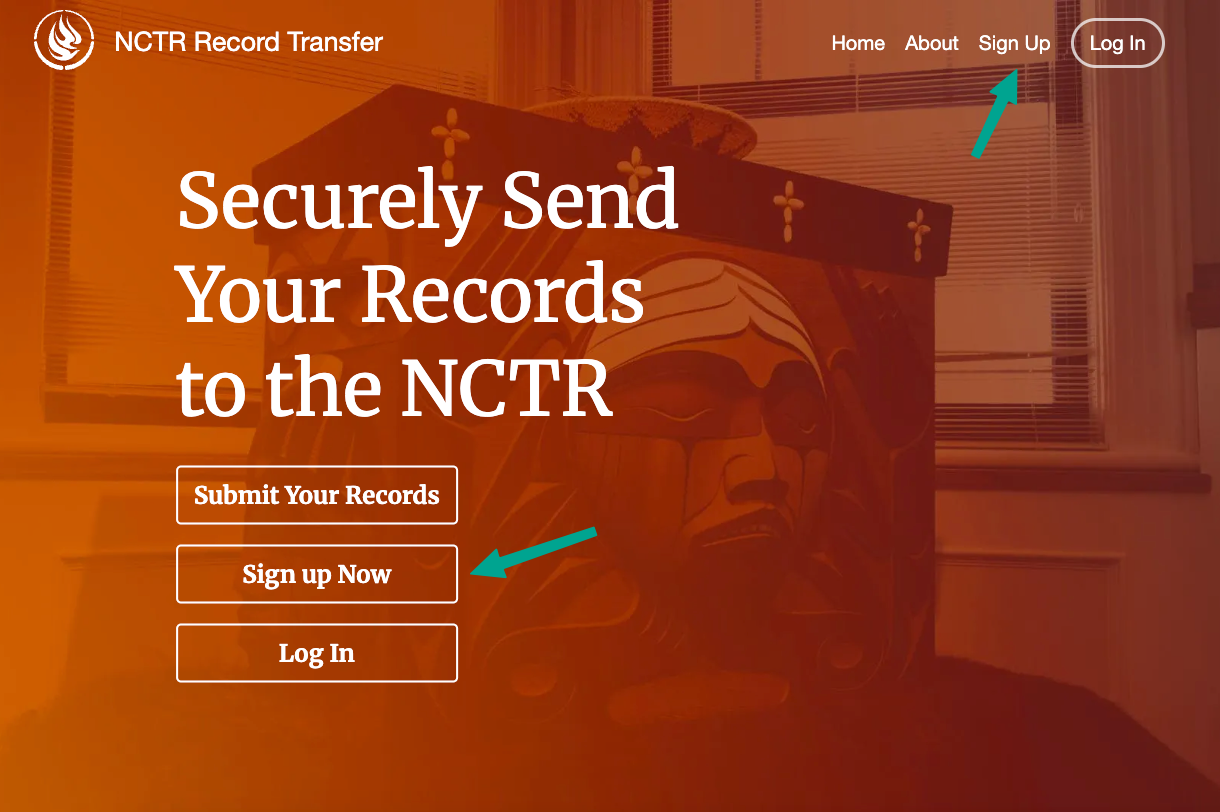 NCTR Record Transfer
Home About Sign Up Log In
Securely Send
Your Records
to the NCTR
Submit Your Records
Sign up Now
Log In